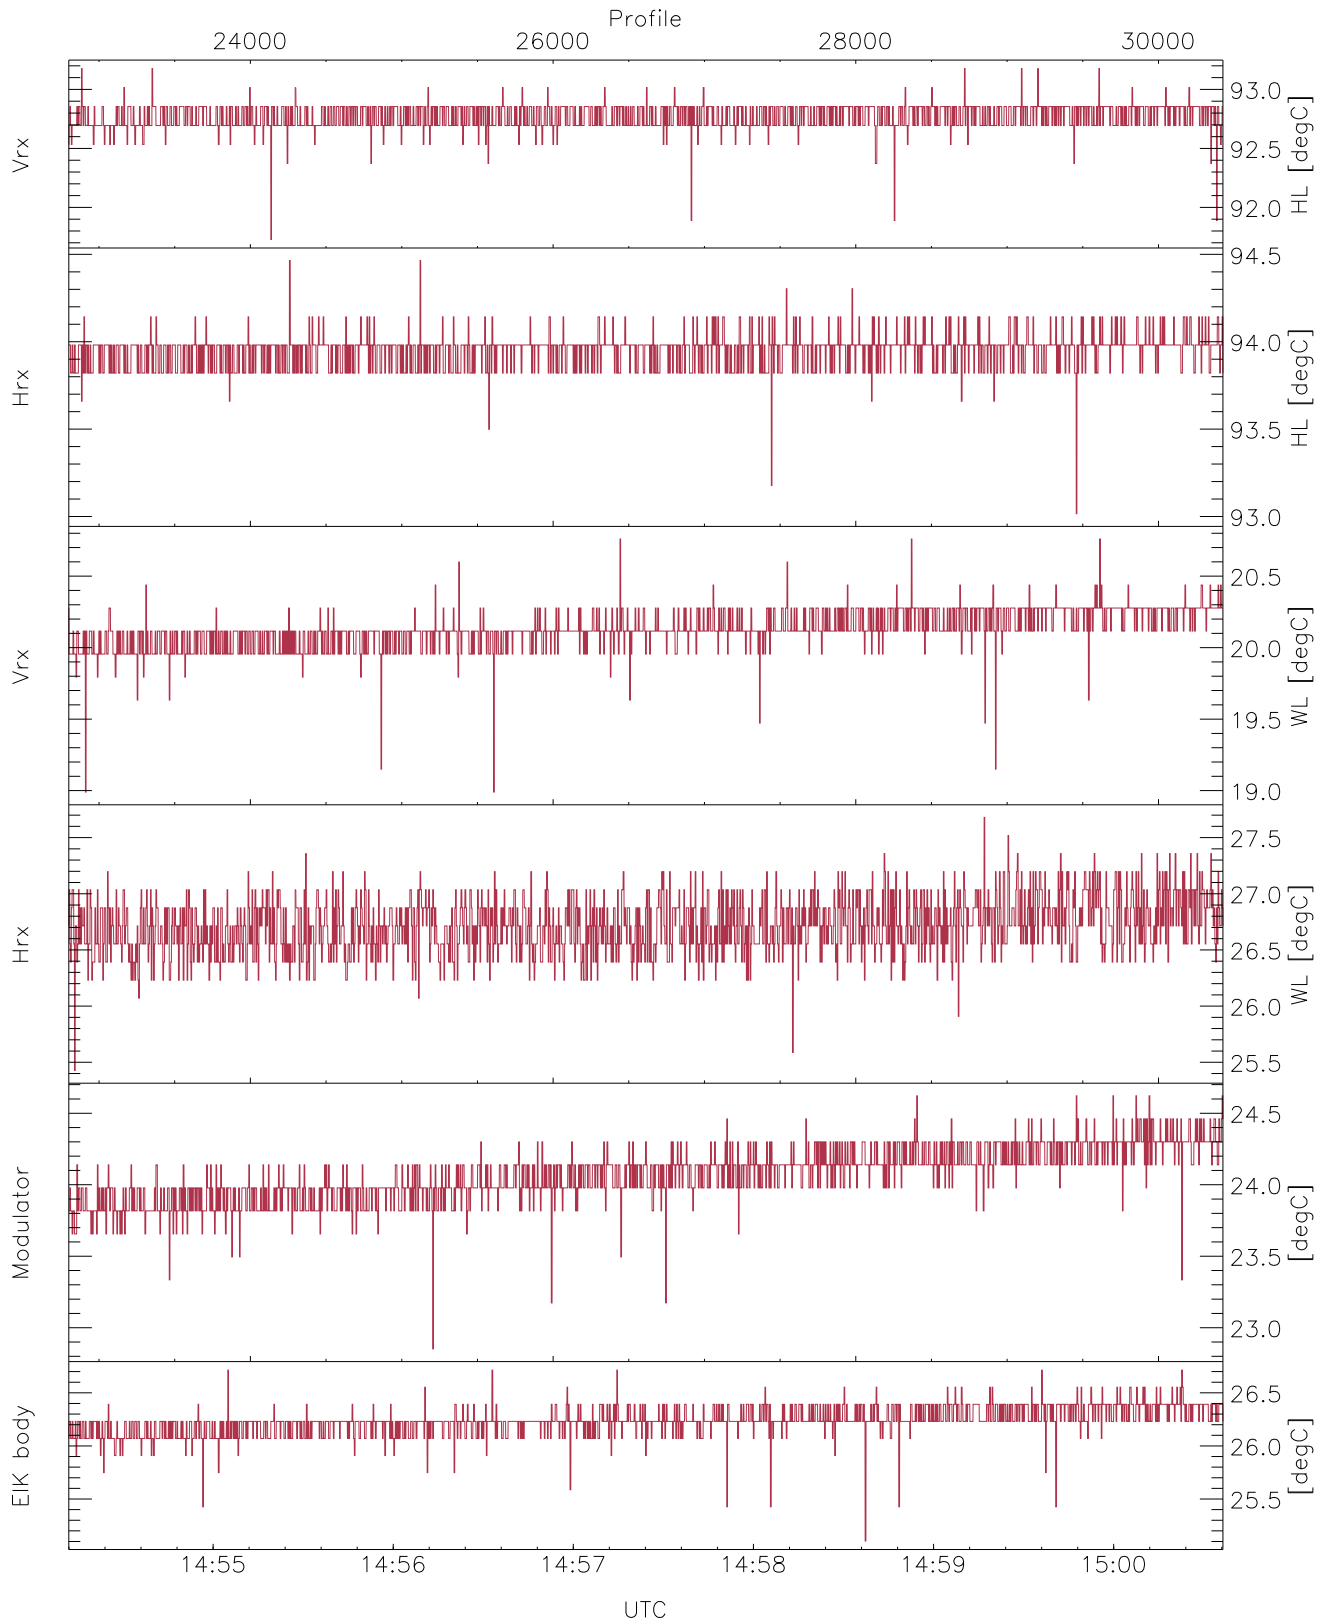 Profile
24000 26000 28000 30000
Vrx
93.0
92.5
92.0
HL [degC]
Hrx
94.5
94.0
93.5
93.0
HL [degC]
Vrx
20.5
20.0
19.5
19.0
WL [degC]
Hrx
27.5
27.0
26.5
26.0
25.5
WL [degC]
Modulator
24.5
24.0
23.5
23.0
[degC]
EIK body
26.5
26.0
25.5
[degC]
14:55 14:56 14:57 14:58 14:59 15:00
UTC